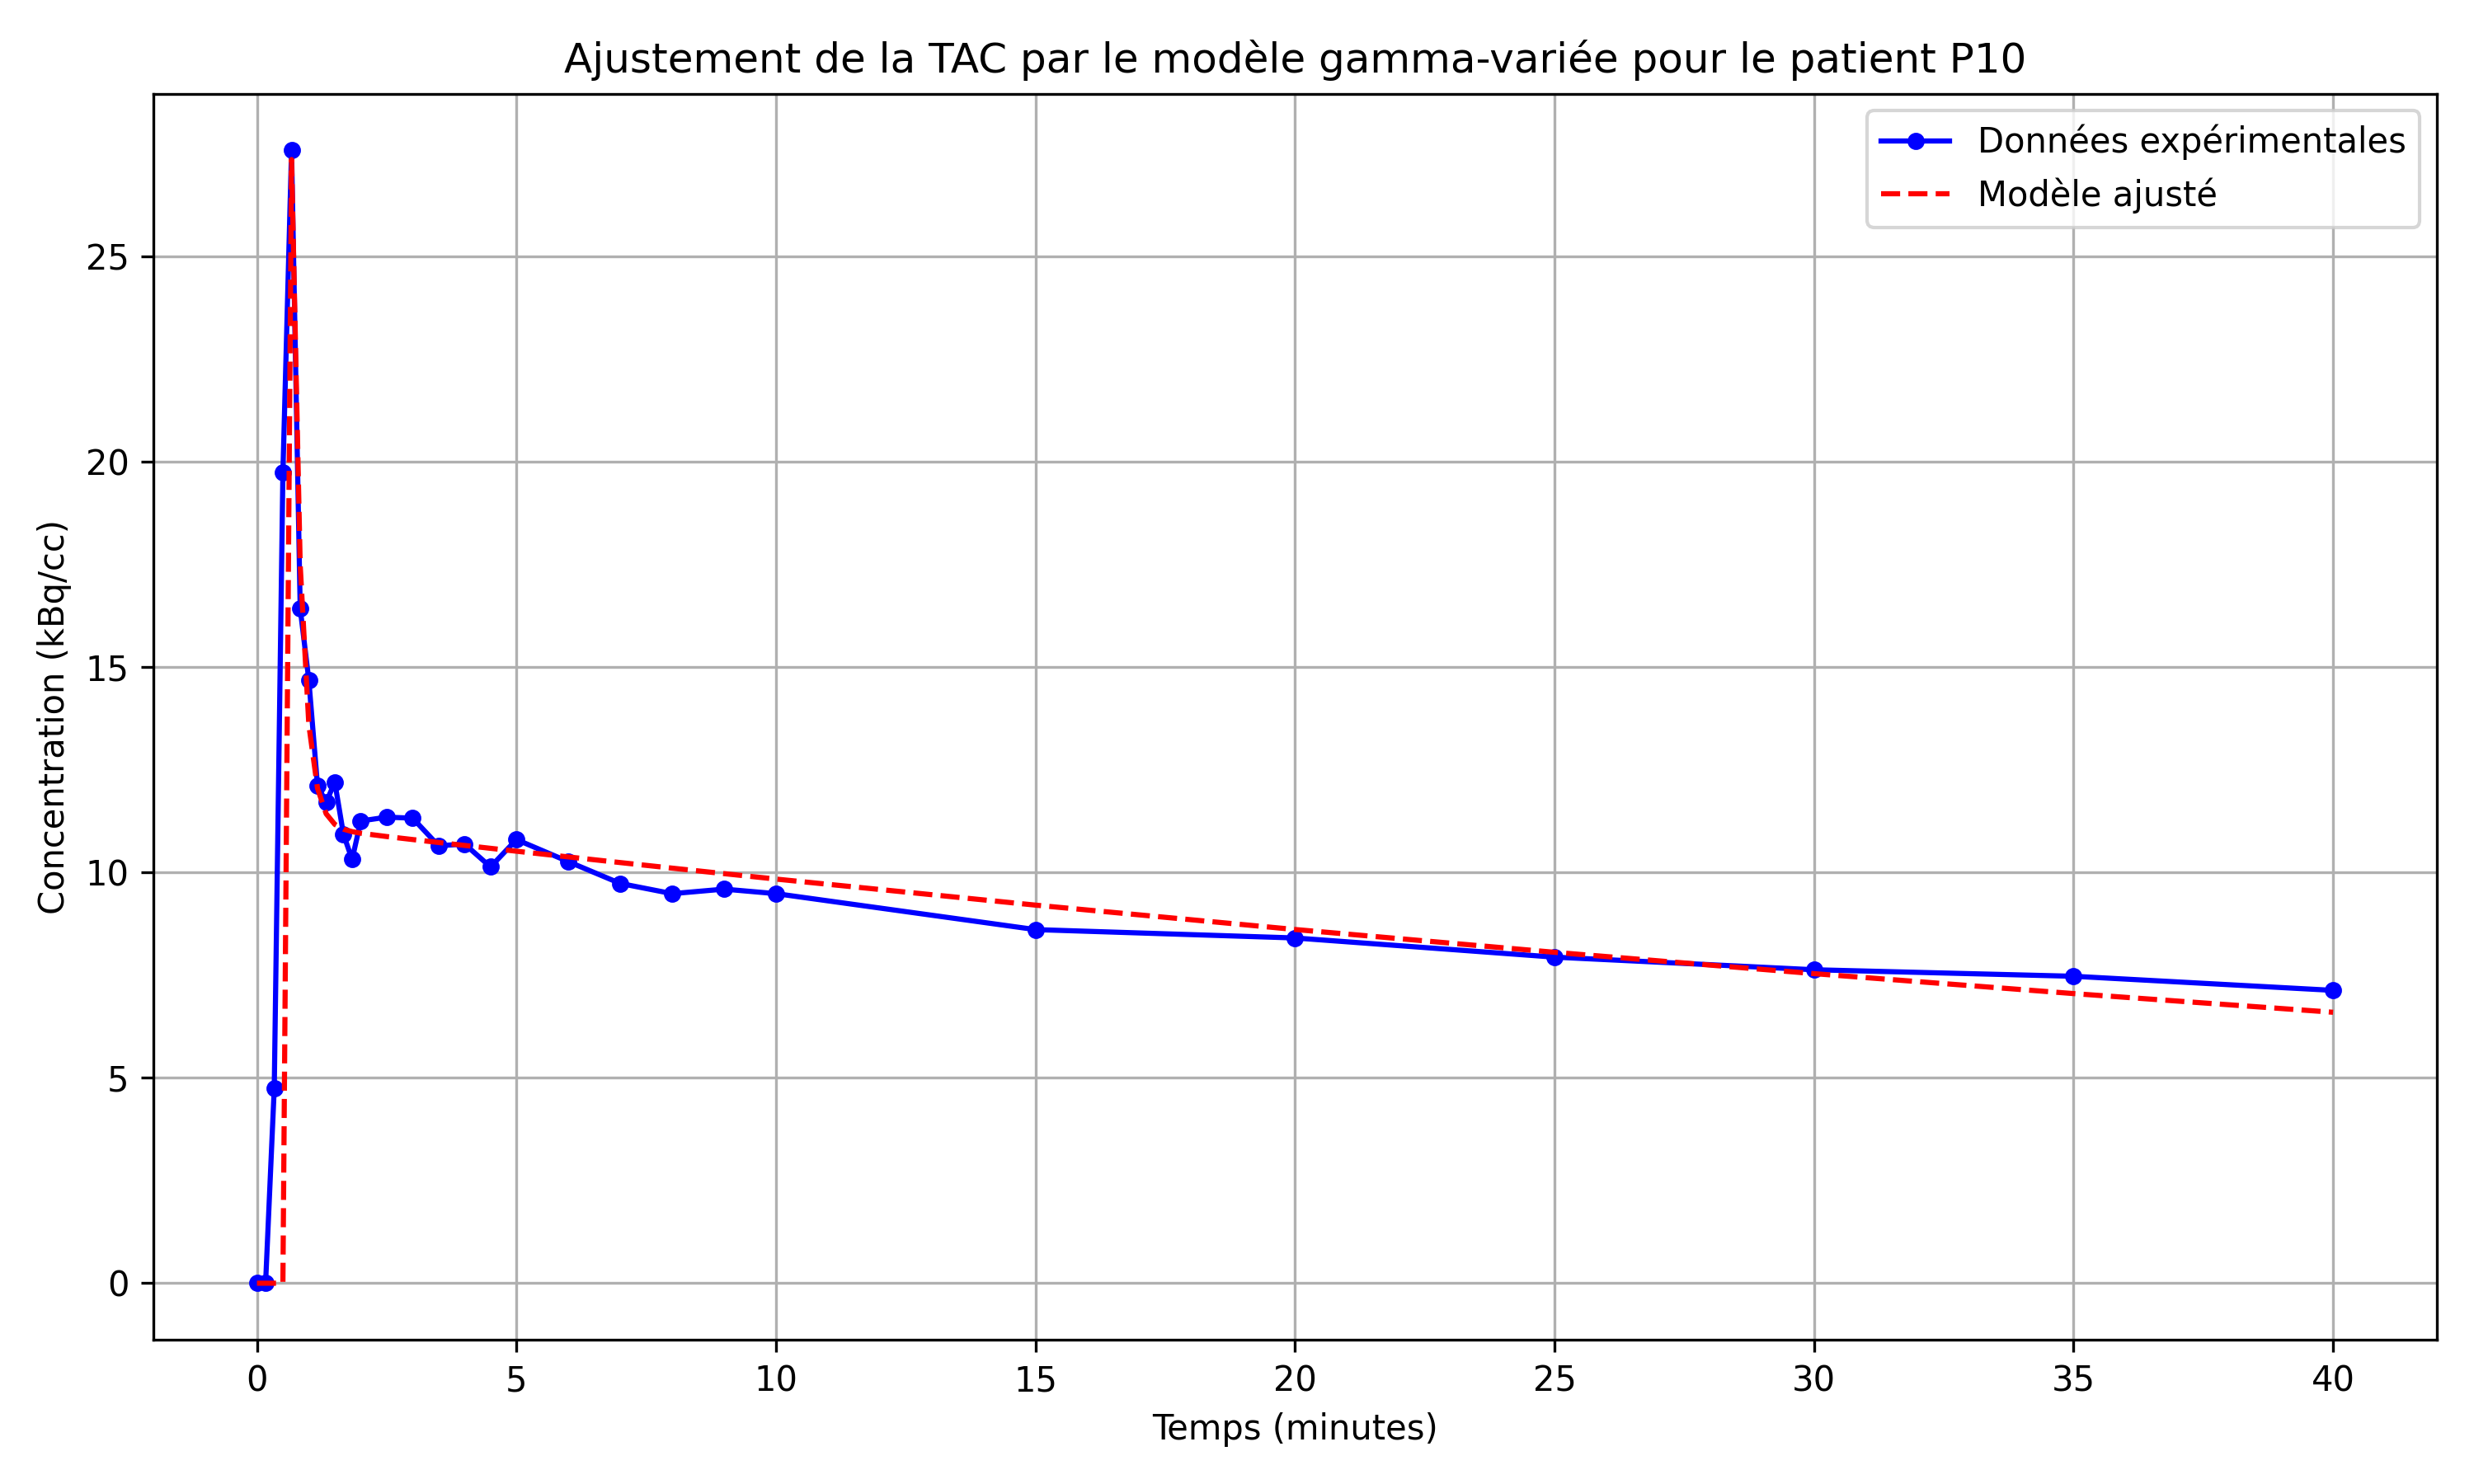 Ajustement de la TAC par le modèle gamma-variée pour le patient P10
Données expérimentales
Modèle ajusté
Concentration (kBq/cc)
25
20
15
10
5
0
0 5 10 15 20 25 30 35 40
Temps (minutes)